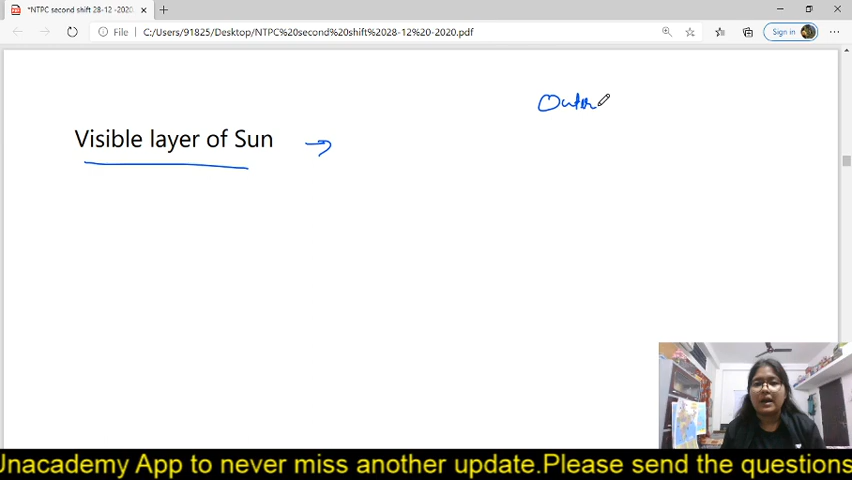 *NTPC second shift 28-12 -2020
File
C:/Users/91825/Desktop/NTPC%20second%20shift%2028-12%20-2020.pdf
Sign in
Outer
Visible layer of Sun
Unacademy App to never miss another update.Please send the questions